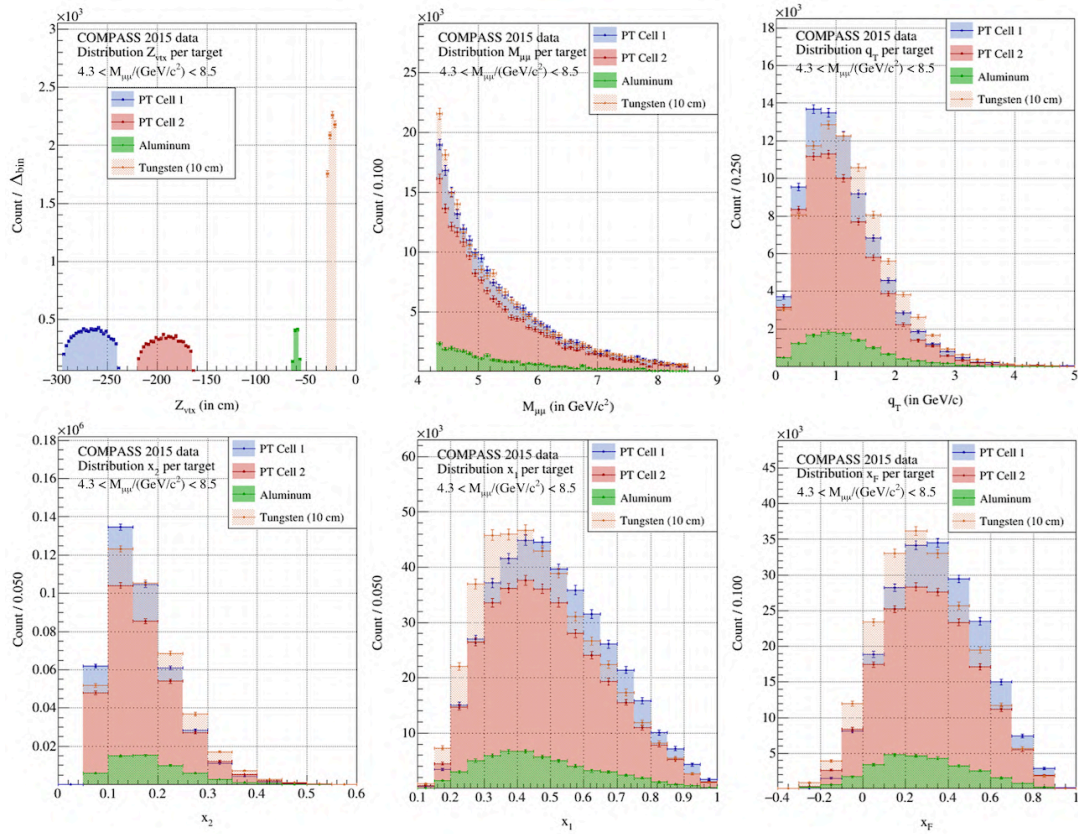 ×10³
COMPASS 2015 data
Distribution Z_vtx per target
4.3 < M_μμ/(GeV/c²) < 8.5
PT Cell 1
PT Cell 2
Aluminum
Tungsten (10 cm)
Count / Δ_bin
3
2.5
2
1.5
1
0.5
−300 −250 −200 −150 −100 −50 0
Z_vtx (in cm)
×10³
COMPASS 2015 data
Distribution M_μμ per target
4.3 < M_μμ/(GeV/c²) < 8.5
PT Cell 1
PT Cell 2
Aluminum
Tungsten (10 cm)
Count / 0.100
25
20
15
10
5
4 5 6 7 8 9
M_μμ (in GeV/c²)
×10³
COMPASS 2015 data
Distribution q_T per target
4.3 < M_μμ/(GeV/c²) < 8.5
PT Cell 1
PT Cell 2
Aluminum
Tungsten (10 cm)
Count / 0.250
18
16
14
12
10
8
6
4
2
0 1 2 3 4 5
q_T (in GeV/c)
×10⁶
COMPASS 2015 data
Distribution x_2 per target
4.3 < M_μμ/(GeV/c²) < 8.5
PT Cell 1
PT Cell 2
Aluminum
Tungsten (10 cm)
Count / 0.050
0.18
0.16
0.14
0.12
0.1
0.08
0.06
0.04
0.02
0 0.1 0.2 0.3 0.4 0.5 0.6
x_2
×10³
COMPASS 2015 data
Distribution x_1 per target
4.3 < M_μμ/(GeV/c²) < 8.5
PT Cell 1
PT Cell 2
Aluminum
Tungsten (10 cm)
Count / 0.050
60
50
40
30
20
10
0.1 0.2 0.3 0.4 0.5 0.6 0.7 0.8 0.9 1
x_1
×10³
COMPASS 2015 data
Distribution x_F per target
4.3 < M_μμ/(GeV/c²) < 8.5
PT Cell 1
PT Cell 2
Aluminum
Tungsten (10 cm)
Count / 0.100
45
40
35
30
25
20
15
10
5
−0.4 −0.2 0 0.2 0.4 0.6 0.8 1
x_F